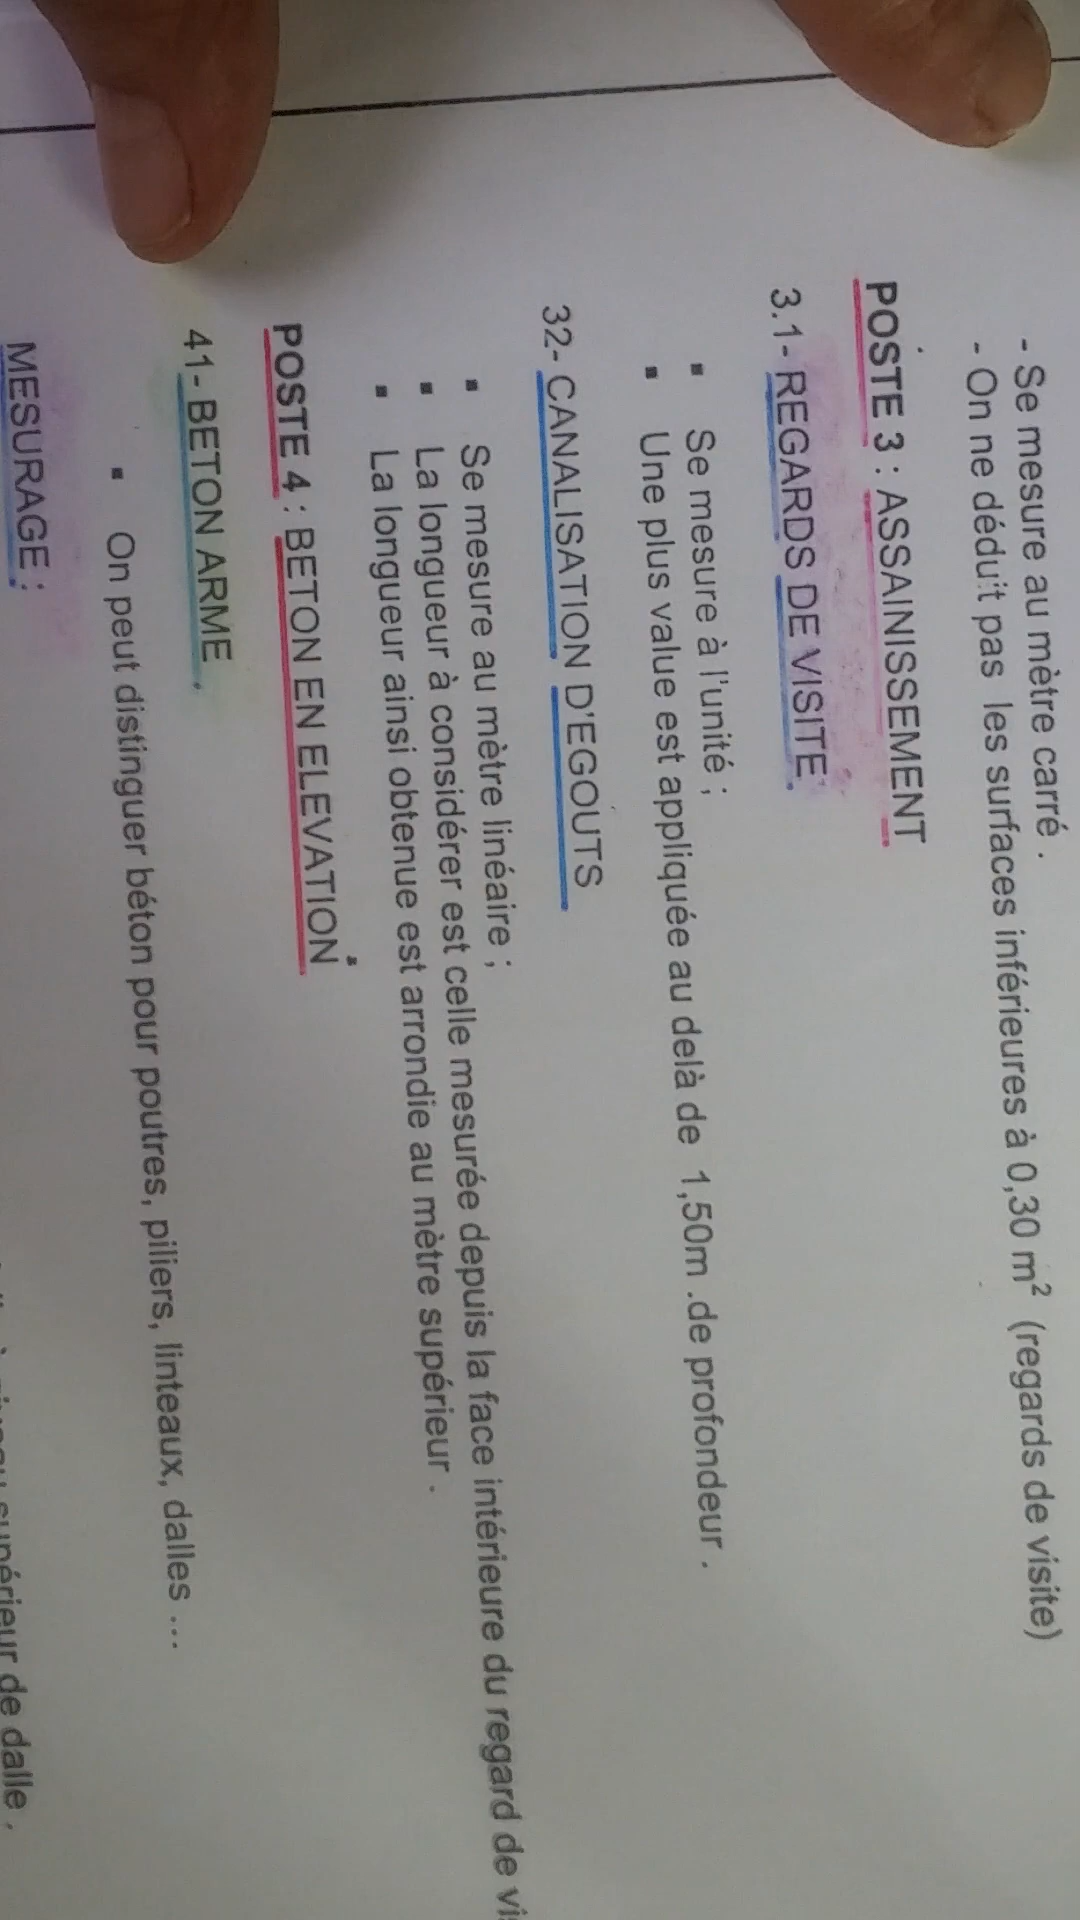 - Se mesure au mètre carré .
- On ne déduit pas les surfaces inférieures à 0,30 m² (regards de visite)
POSTE 3 : ASSAINISSEMENT
3.1- REGARDS DE VISITE.
▪ Se mesure à l'unité ;
▪ Une plus value est appliquée au delà de 1,50m .de profondeur .
32- CANALISATION D'EGOUTS
▪ Se mesure au mètre linéaire ;
▪ La longueur à considérer est celle mesurée depuis la face intérieure du regard de
▪ La longueur ainsi obtenue est arrondie au mètre supérieur .
POSTE 4 : BETON EN ELEVATION
41- BETON ARME
▪ On peut distinguer béton pour poutres, piliers, linteaux, dalles ...
MESURAGE :
supérieur de dalle .